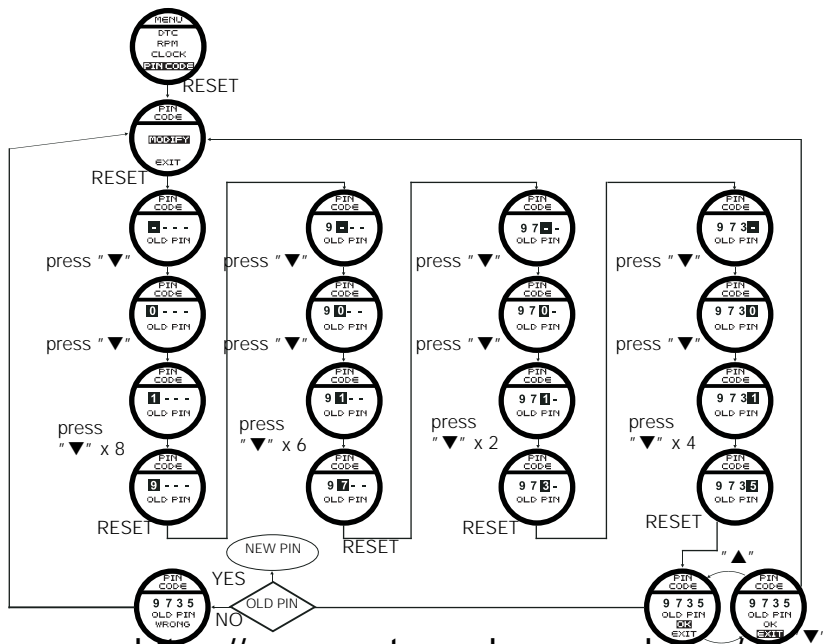 MENU
DTC
RPM
CLOCK
PIN CODE
RESET
PIN
CODE
MODIFY
EXIT
RESET
PIN
CODE
- - - -
OLD PIN
press "▼"
PIN
CODE
0 - - -
OLD PIN
press "▼"
PIN
CODE
1 - - -
OLD PIN
press
"▼" x 8
PIN
CODE
9 - - -
OLD PIN
RESET
PIN
CODE
9 - - -
OLD PIN
press "▼"
PIN
CODE
9 0 - -
OLD PIN
press "▼"
PIN
CODE
9 1 - -
OLD PIN
press
"▼" x 6
PIN
CODE
9 7 - -
OLD PIN
RESET
PIN
CODE
9 7 - -
OLD PIN
press "▼"
PIN
CODE
9 7 0 -
OLD PIN
press "▼"
PIN
CODE
9 7 1 -
OLD PIN
press
"▼" x 2
PIN
CODE
9 7 3 -
OLD PIN
RESET
PIN
CODE
9 7 3 -
OLD PIN
press "▼"
PIN
CODE
9 7 3 0
OLD PIN
press "▼"
PIN
CODE
9 7 3 1
OLD PIN
press
"▼" x 4
PIN
CODE
9 7 3 5
OLD PIN
RESET
"▲"
PIN
CODE
9 7 3 5
OLD PIN
OK
EXIT
PIN
CODE
9 7 3 5
OLD PIN
OK
EXIT
▼"
OLD PIN
YES
NEW PIN
NO
PIN
CODE
9 7 3 5
OLD PIN
WRONG